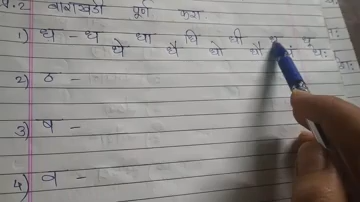 प्र.2 बाराखडी पूर्ण करा
1) ध - ध धा धि धी धु धू
धे धै धो धौ धं धः
2) ठ -
3) ष -
4) व -